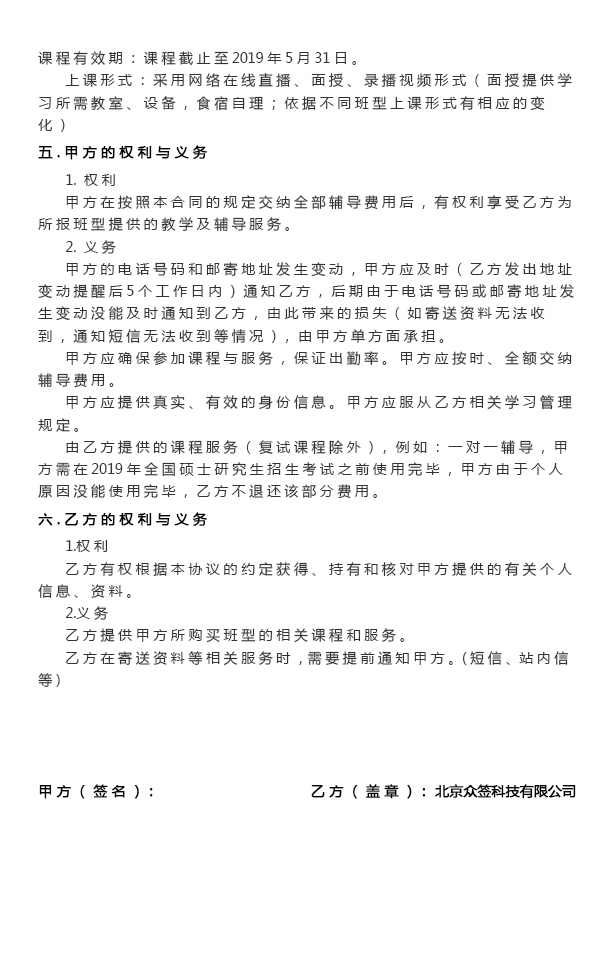 课程有效期：课程截止至2019年5月31日。
上课形式：采用网络在线直播、面授、录播视频形式（面授提供学
习所需教室、设备，食宿自理；依据不同班型上课形式有相应的变
化）
五.甲方的权利与义务
1. 权利
甲方在按照本合同的规定交纳全部辅导费用后，有权利享受乙方为
所报班型提供的教学及辅导服务。
2. 义务
甲方的电话号码和邮寄地址发生变动，甲方应及时（乙方发出地址
变动提醒后5个工作日内）通知乙方，后期由于电话号码或邮寄地址发
生变动没能及时通知到乙方，由此带来的损失（如寄送资料无法收
到，通知短信无法收到等情况），由甲方单方面承担。
甲方应确保参加课程与服务，保证出勤率。甲方应按时、全额交纳
辅导费用。
甲方应提供真实、有效的身份信息。甲方应服从乙方相关学习管理
规定。
由乙方提供的课程服务（复试课程除外），例如：一对一辅导，甲
方需在2019年全国硕士研究生招生考试之前使用完毕，甲方由于个人
原因没能使用完毕，乙方不退还该部分费用。
六.乙方的权利与义务
1.权利
乙方有权根据本协议的约定获得、持有和核对甲方提供的有关个人
信息、资料。
2.义务
乙方提供甲方所购买班型的相关课程和服务。
乙方在寄送资料等相关服务时，需要提前通知甲方。（短信、站内信
等）
甲方（签名）： 乙方（盖章）：北京众签科技有限公司